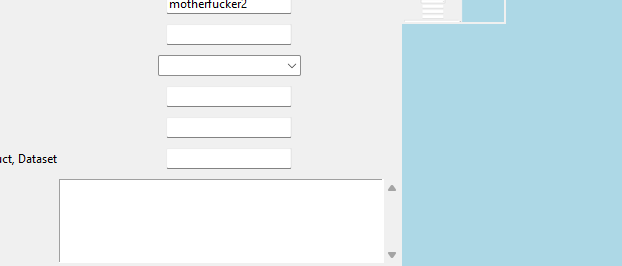 motherfucker2
uct, Dataset